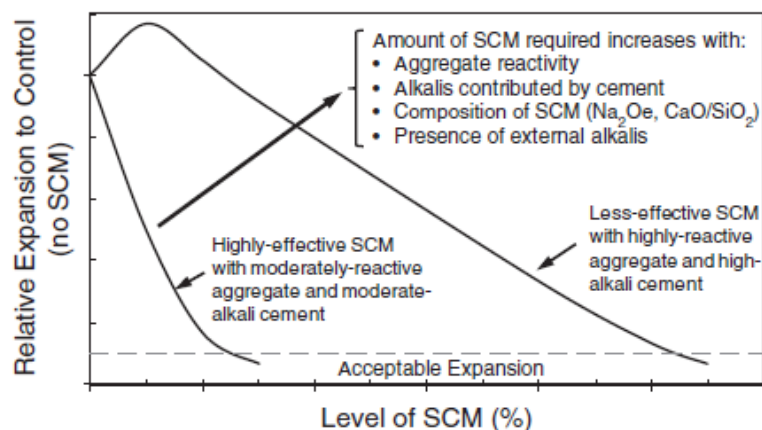 Relative Expansion to Control
(no SCM)
Amount of SCM required increases with:
• Aggregate reactivity
• Alkalis contributed by cement
• Composition of SCM (Na₂Oe, CaO/SiO₂)
• Presence of external alkalis
Highly-effective SCM
with moderately-reactive
aggregate and moderate-
alkali cement
Less-effective SCM
with highly-reactive
aggregate and high-
alkali cement
Acceptable Expansion
Level of SCM (%)